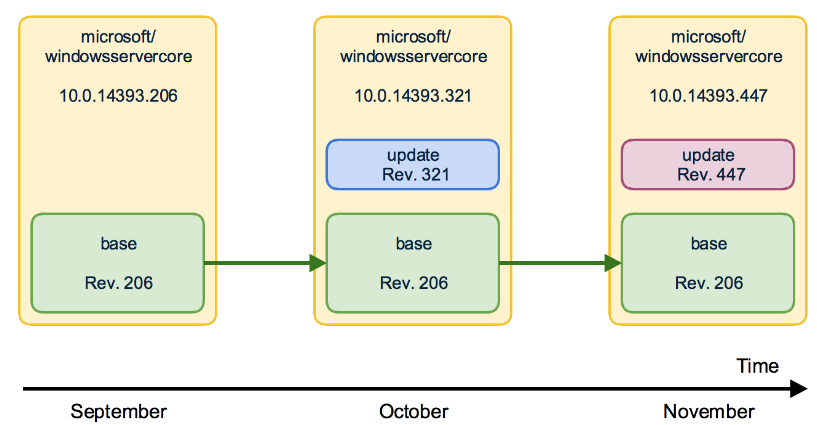 microsoft/
windowsservercore
10.0.14393.206
base
Rev. 206
microsoft/
windowsservercore
10.0.14393.321
update
Rev. 321
base
Rev. 206
microsoft/
windowsservercore
10.0.14393.447
update
Rev. 447
base
Rev. 206
Time
September
October
November